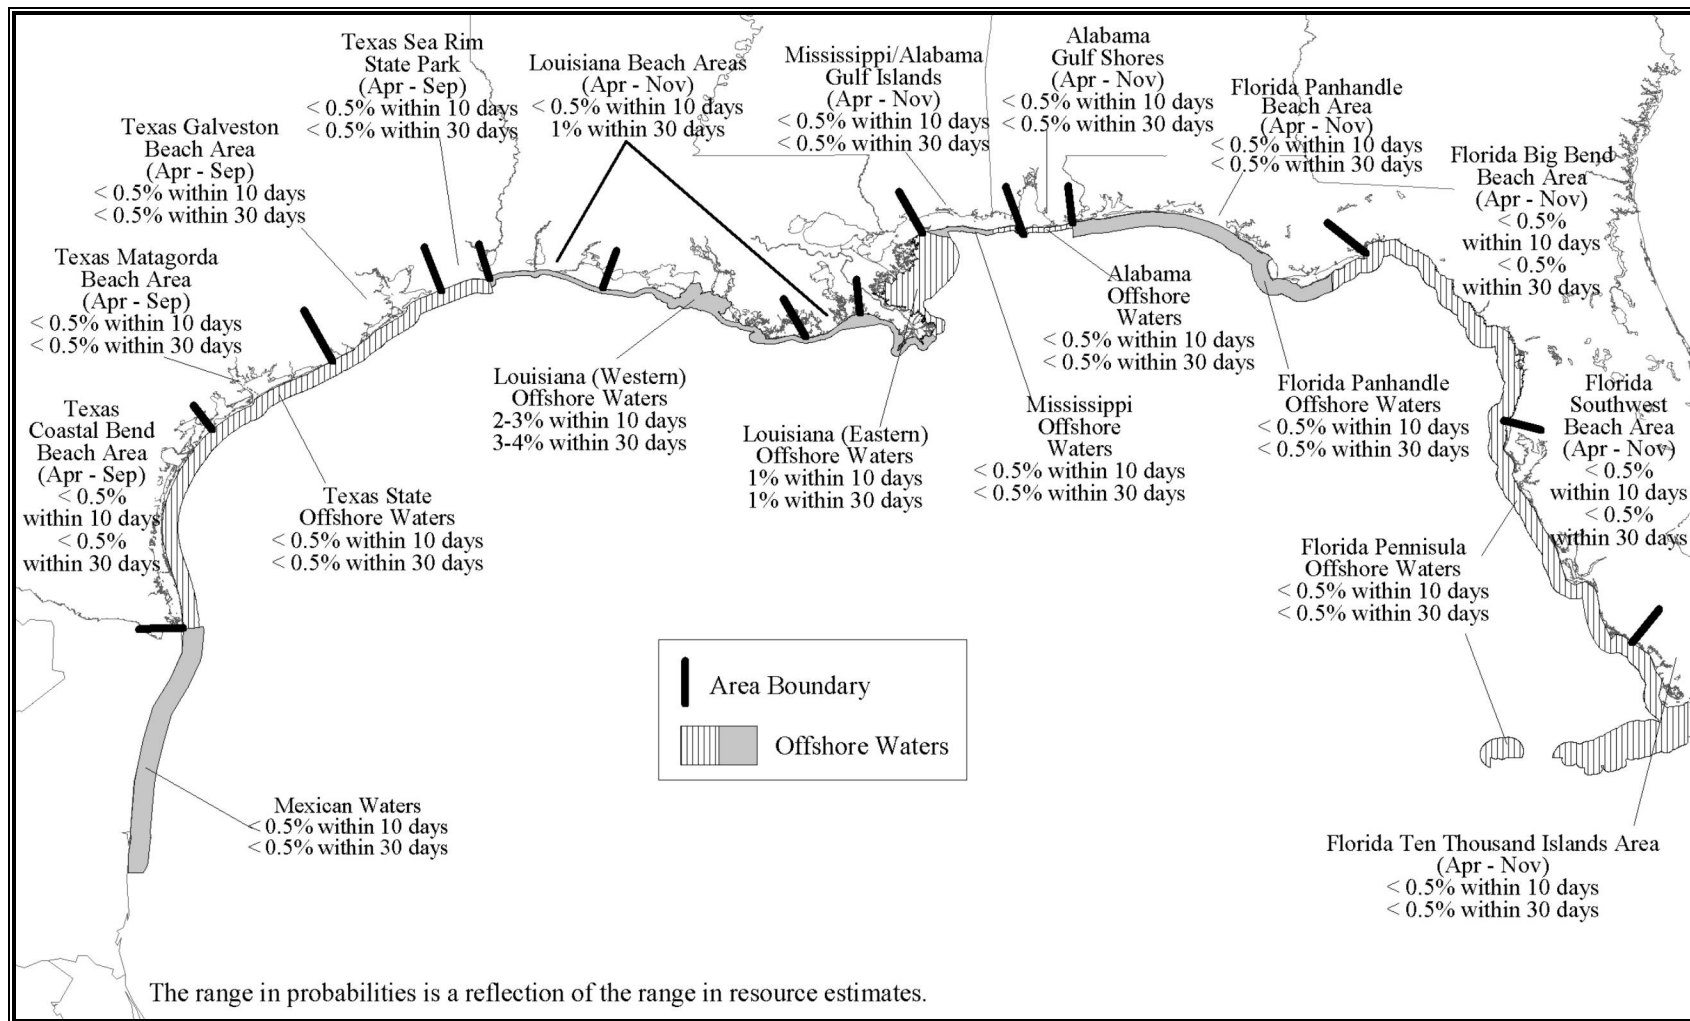 Texas Sea Rim
State Park
(Apr - Sep)
< 0.5% within 10 days
< 0.5% within 30 days
Louisiana Beach Areas
(Apr - Nov)
< 0.5% within 10 days
1% within 30 days
Mississippi/Alabama
Gulf Islands
(Apr - Nov)
< 0.5% within 10 days
< 0.5% within 30 days
Alabama
Gulf Shores
(Apr - Nov)
< 0.5% within 10 days
< 0.5% within 30 days
Florida Panhandle
Beach Area
(Apr - Nov)
< 0.5% within 10 days
< 0.5% within 30 days
Florida Big Bend
Beach Area
(Apr - Nov)
< 0.5%
within 10 days
< 0.5%
within 30 days
Texas Galveston
Beach Area
(Apr - Sep)
< 0.5% within 10 days
< 0.5% within 30 days
Texas Matagorda
Beach Area
(Apr - Sep)
< 0.5% within 10 days
< 0.5% within 30 days
Texas
Coastal Bend
Beach Area
(Apr - Sep)
< 0.5%
within 10 days
< 0.5%
within 30 days
Texas State
Offshore Waters
< 0.5% within 10 days
< 0.5% within 30 days
Louisiana (Western)
Offshore Waters
2-3% within 10 days
3-4% within 30 days
Louisiana (Eastern)
Offshore Waters
1% within 10 days
1% within 30 days
Mississippi
Offshore
Waters
< 0.5% within 10 days
< 0.5% within 30 days
Alabama
Offshore
Waters
< 0.5% within 10 days
< 0.5% within 30 days
Florida Panhandle
Offshore Waters
< 0.5% within 10 days
< 0.5% within 30 days
Florida
Southwest
Beach Area
(Apr - Nov)
< 0.5%
within 10 days
< 0.5%
within 30 days
Florida Pennisula
Offshore Waters
< 0.5% within 10 days
< 0.5% within 30 days
Area Boundary
Offshore Waters
Mexican Waters
< 0.5% within 10 days
< 0.5% within 30 days
Florida Ten Thousand Islands Area
(Apr - Nov)
< 0.5% within 10 days
< 0.5% within 30 days
The range in probabilities is a reflection of the range in resource estimates.